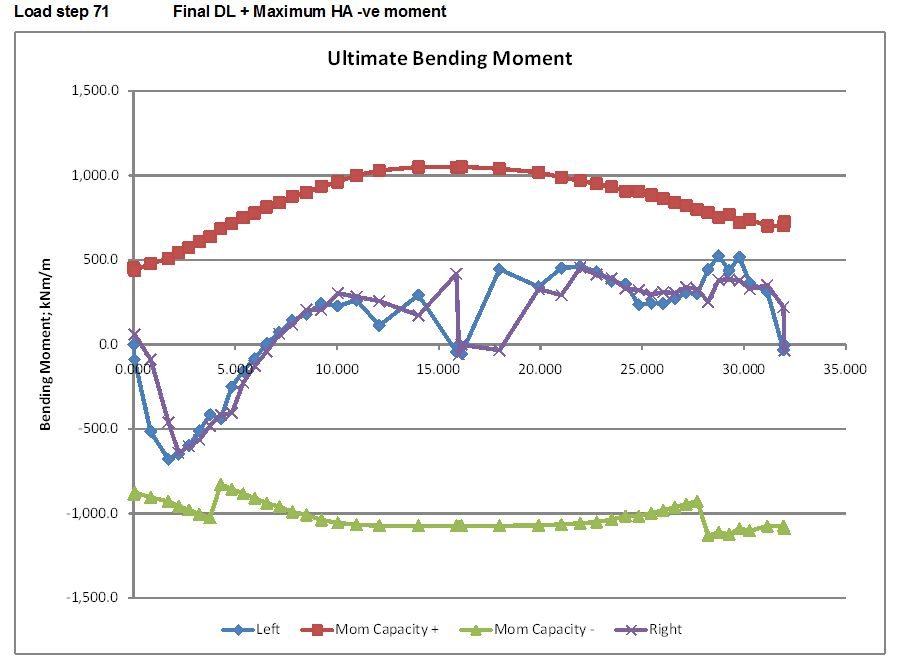 Load step 71 Final DL + Maximum HA -ve moment
Ultimate Bending Moment
1,500.0
1,000.0
500.0
0.0
-500.0
-1,000.0
-1,500.0
Bending Moment; kNm/m
0.000 5.000 10.000 15.000 20.000 25.000 30.000 35.000
Left Mom Capacity + Mom Capacity - Right